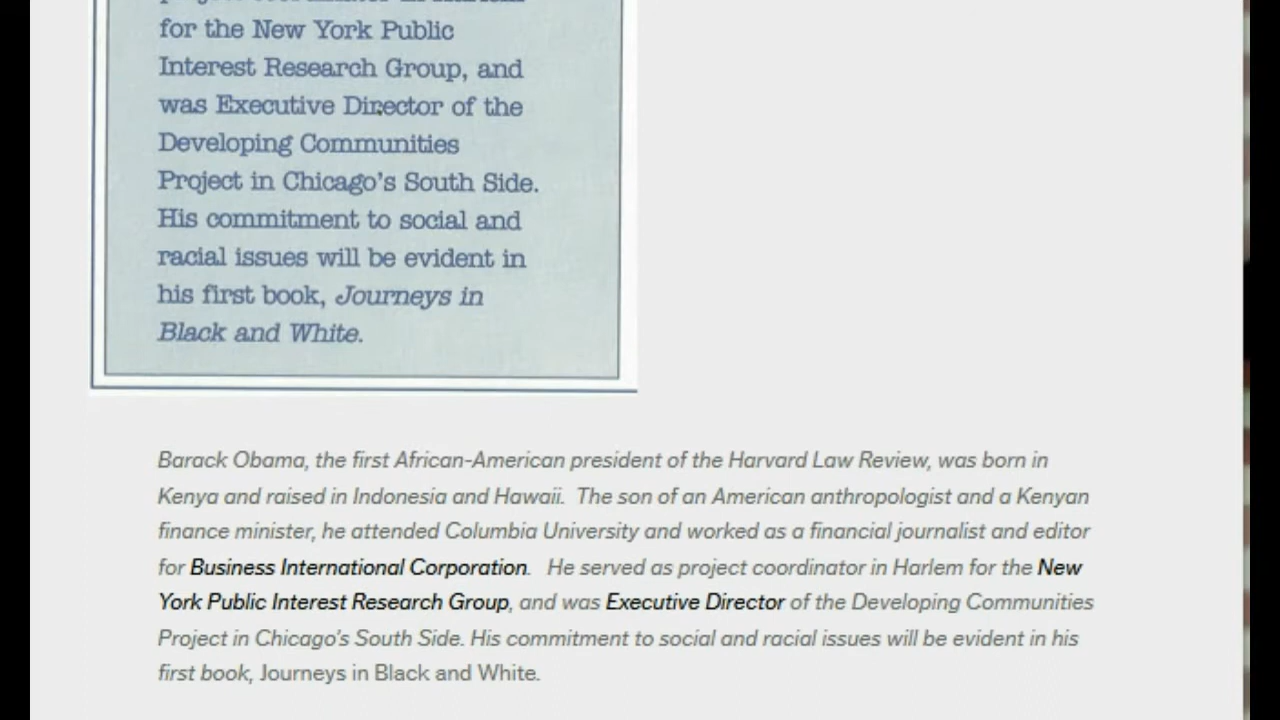 for the New York Public
Interest Research Group, and
was Executive Director of the
Developing Communities
Project in Chicago's South Side.
His commitment to social and
racial issues will be evident in
his first book, Journeys in
Black and White.
Barack Obama, the first African-American president of the Harvard Law Review, was born in
Kenya and raised in Indonesia and Hawaii. The son of an American anthropologist and a Kenyan
finance minister, he attended Columbia University and worked as a financial journalist and editor
for Business International Corporation. He served as project coordinator in Harlem for the New
York Public Interest Research Group, and was Executive Director of the Developing Communities
Project in Chicago's South Side. His commitment to social and racial issues will be evident in his
first book, Journeys in Black and White.